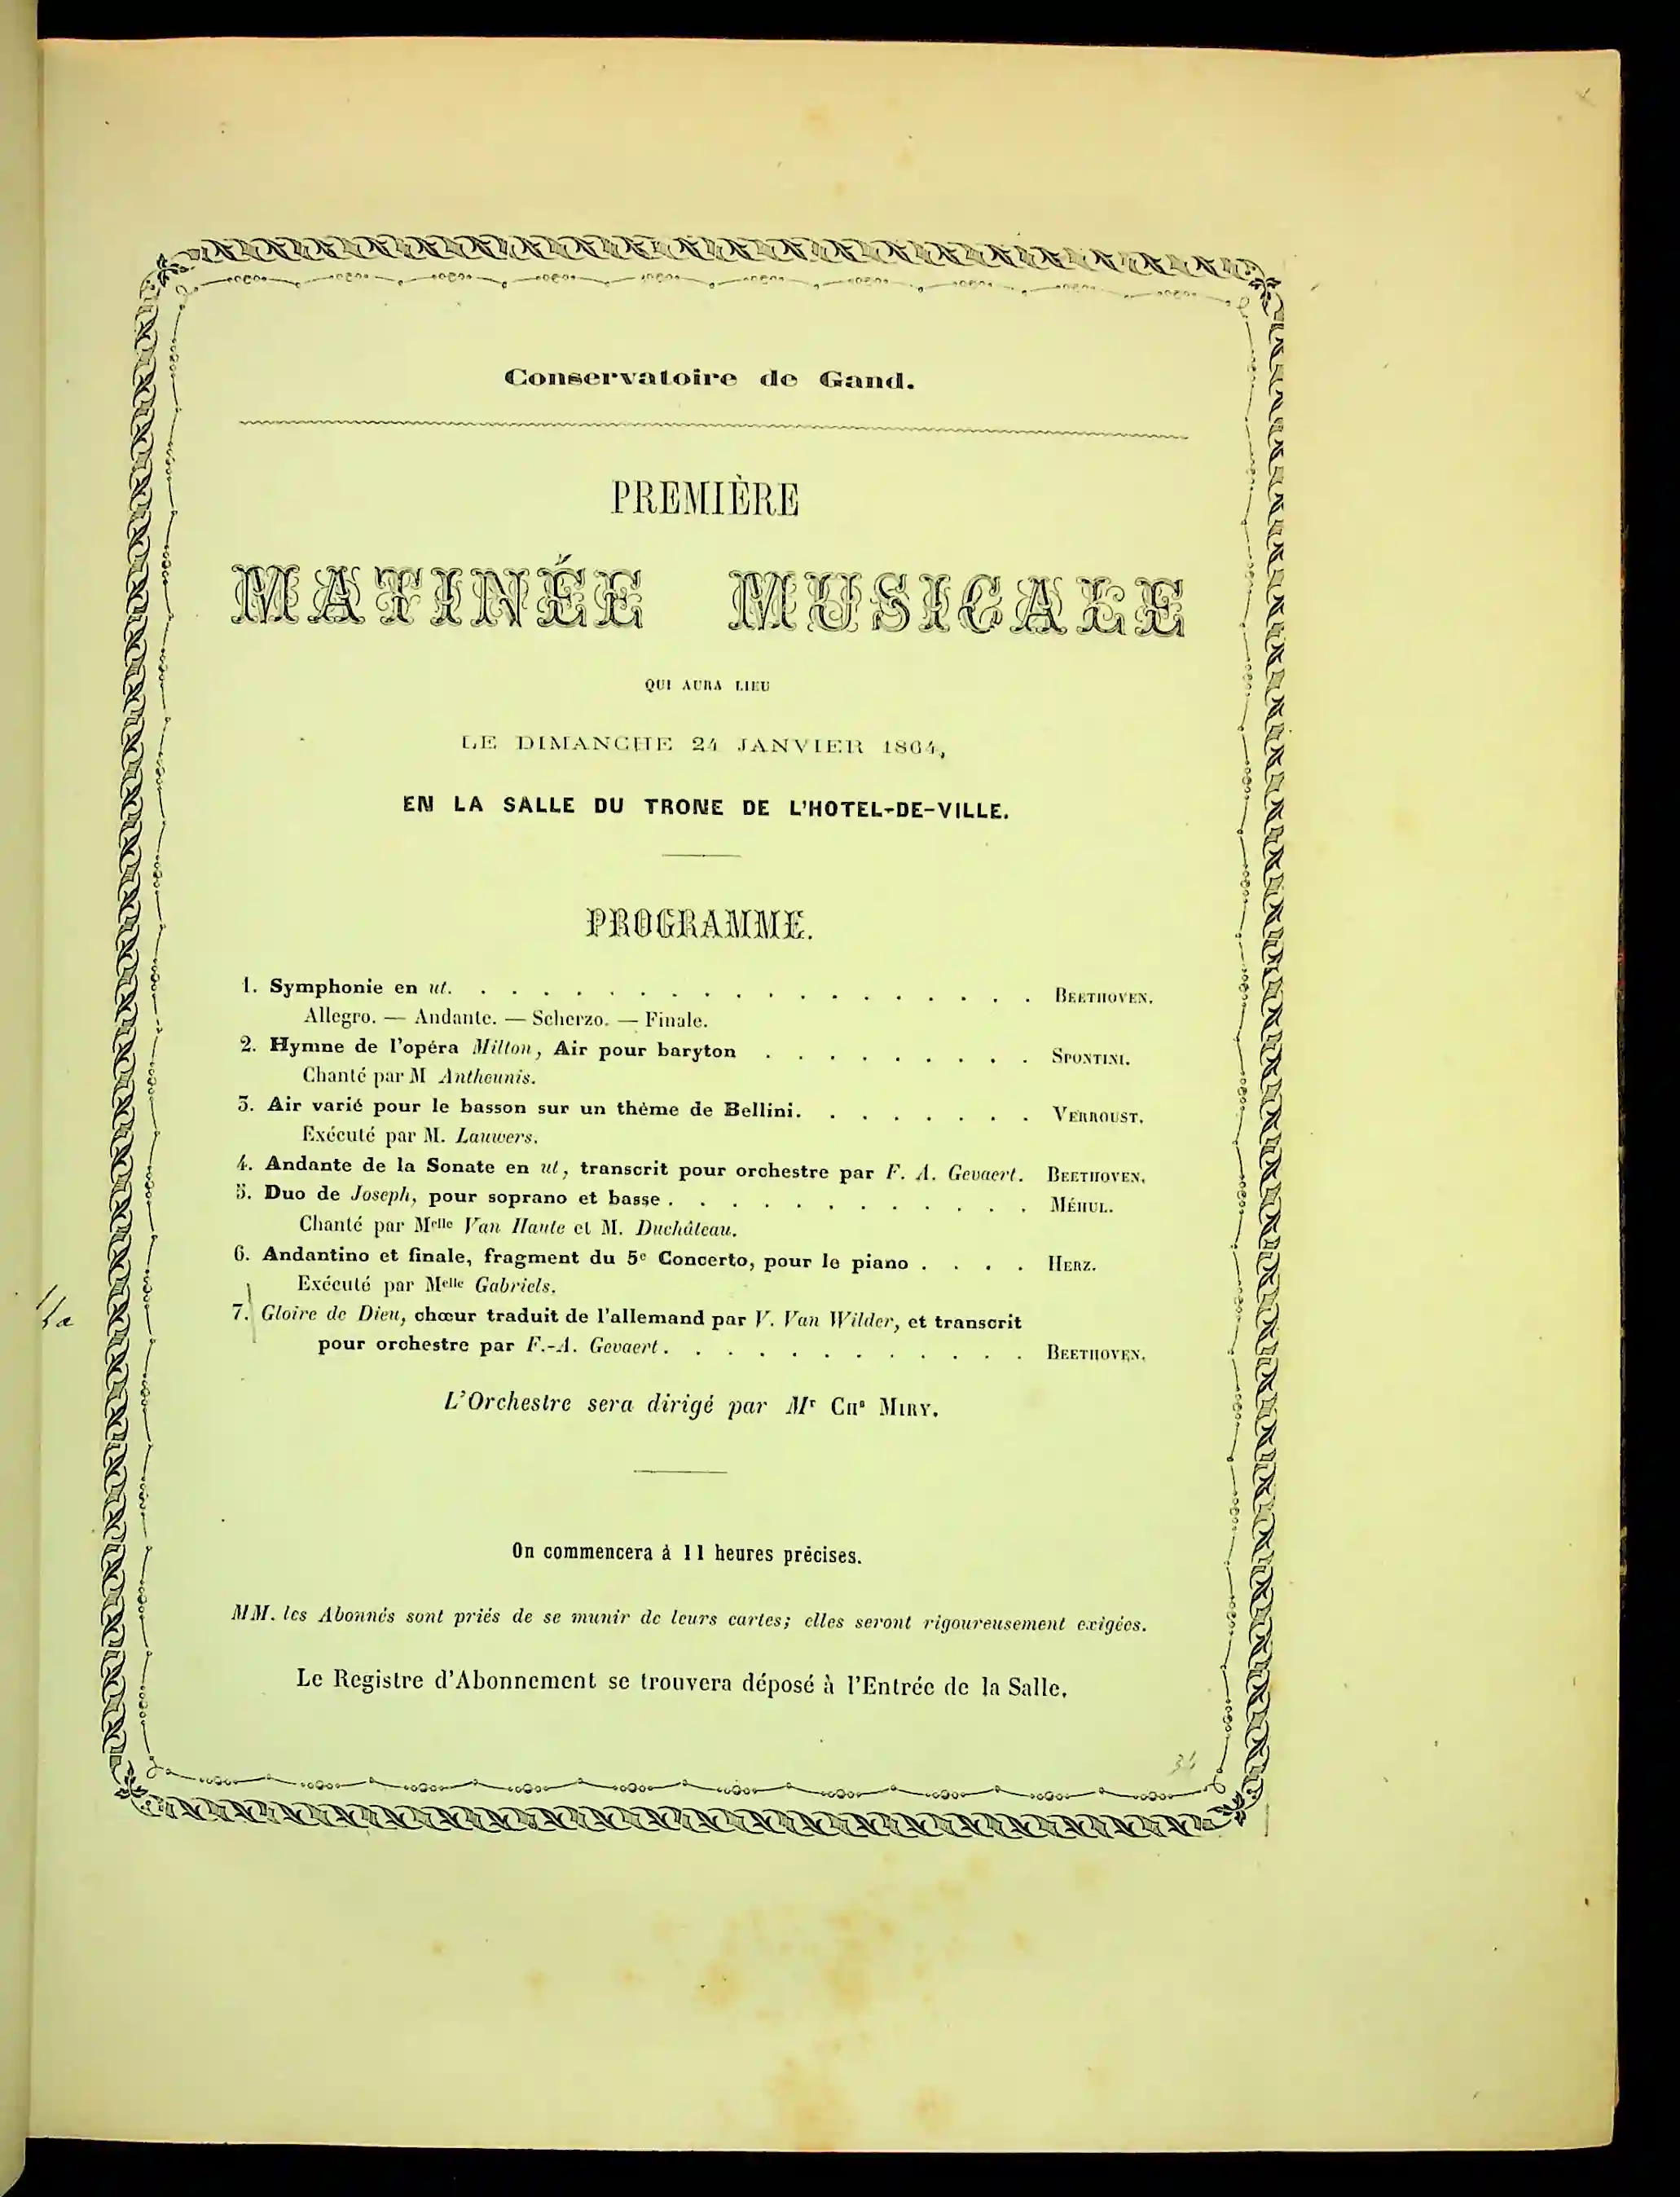 Conservatoire de Gand.
PREMIÈRE
MATINÉE MUSICALE
QUI AURA LIEU
LE DIMANCHE 24 JANVIER 1864,
EN LA SALLE DU TRONE DE L'HOTEL-DE-VILLE.
PROGRAMME.
1. Symphonie en ut. . . . . . . . . . . . . . . . . . . . BEETHOVEN.
Allegro. — Andante. — Scherzo. — Finale.
2. Hymne de l'opéra Milton, Air pour baryton . . . . . . . . . SPONTINI.
Chanté par M Antheunis.
3. Air varié pour le basson sur un thème de Bellini. . . . . . . . VERROUST.
Exécuté par M. Lauwers.
4. Andante de la Sonate en ut, transcrit pour orchestre par F. A. Gevaert. BEETHOVEN.
5. Duo de Joseph, pour soprano et basse . . . . . . . . . . . . MÉHUL.
Chanté par Melle Van Haute et M. Duchâteau.
6. Andantino et finale, fragment du 5e Concerto, pour le piano . . . . HERZ.
Exécuté par Melle Gabriels.
7. Gloire de Dieu, chœur traduit de l'allemand par V. Van Wilder, et transcrit
pour orchestre par F.-A. Gevaert . . . . . . . . . . . . BEETHOVEN.
L'Orchestre sera dirigé par Mr CHs MIRY.
On commencera à 11 heures précises.
MM. les Abonnés sont priés de se munir de leurs cartes; elles seront rigoureusement exigées.
Le Registre d'Abonnement se trouvera déposé à l'Entrée de la Salle.
34